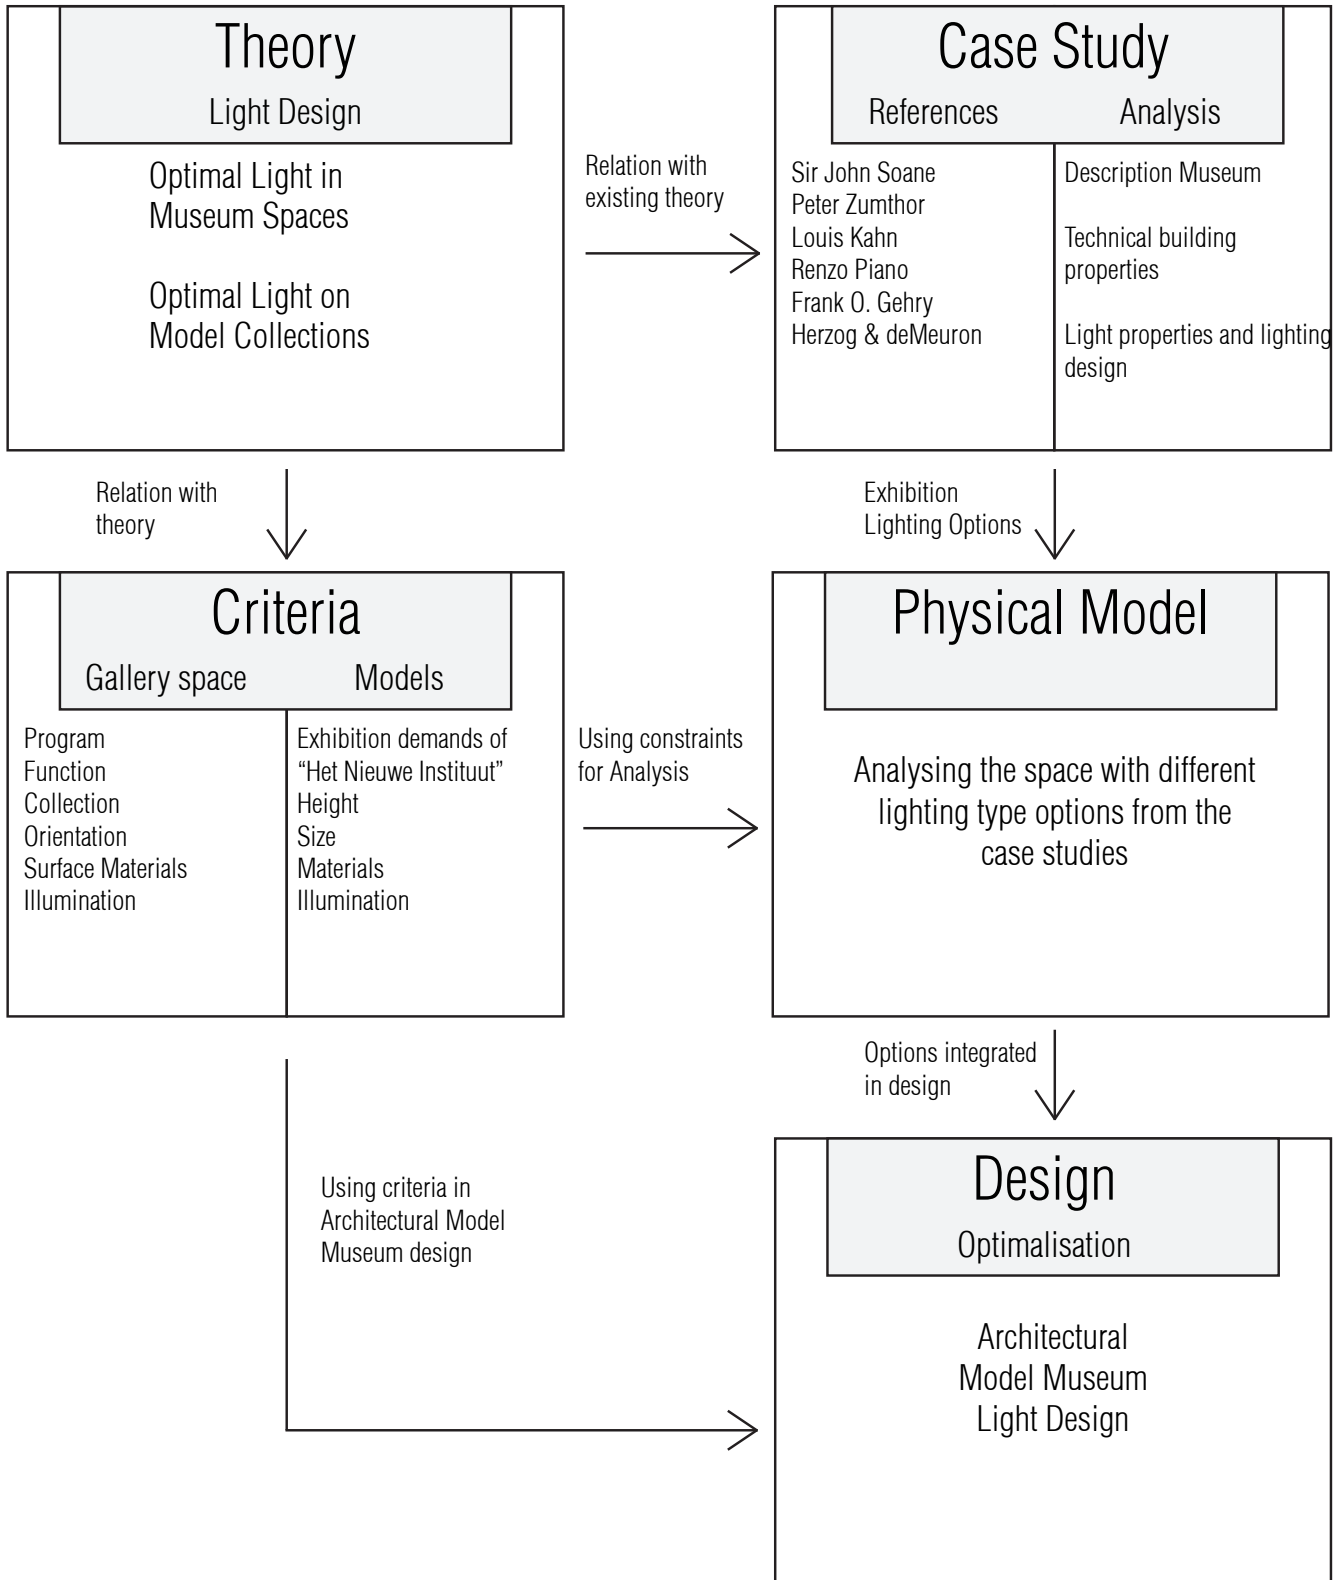 Theory
Light Design
Optimal Light in
Museum Spaces
Optimal Light on
Model Collections
Relation with
existing theory
Case Study
References
Analysis
Sir John Soane
Peter Zumthor
Louis Kahn
Renzo Piano
Frank O. Gehry
Herzog & deMeuron
Description Museum
Technical building
properties
Light properties and lighting
design
Relation with
theory
Exhibition
Lighting Options
Criteria
Gallery space
Models
Program
Function
Collection
Orientation
Surface Materials
Illumination
Exhibition demands of
“Het Nieuwe Instituut”
Height
Size
Materials
Illumination
Using constraints
for Analysis
Physical Model
Analysing the space with different
lighting type options from the
case studies
Options integrated
in design
Using criteria in
Architectural Model
Museum design
Design
Optimalisation
Architectural
Model Museum
Light Design